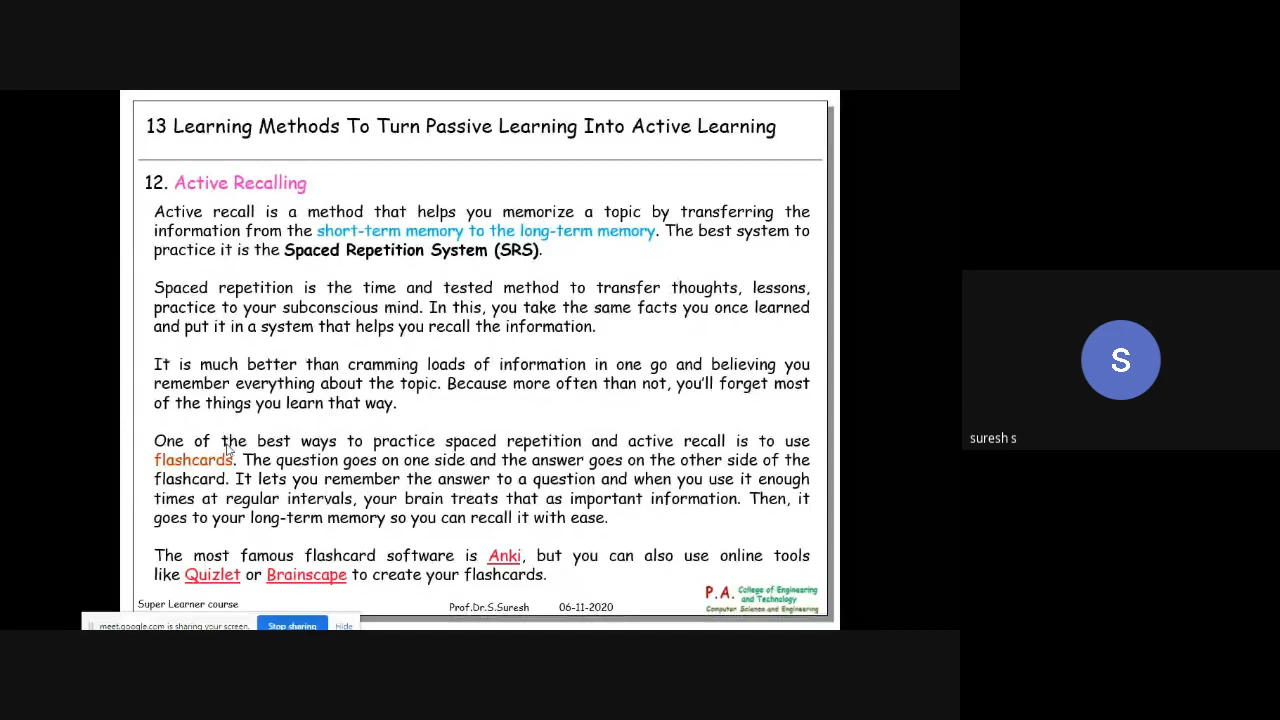 13 Learning Methods To Turn Passive Learning Into Active Learning
12. Active Recalling
Active recall is a method that helps you memorize a topic by transferring the
information from the short-term memory to the long-term memory. The best system to
practice it is the Spaced Repetition System (SRS).
Spaced repetition is the time and tested method to transfer thoughts, lessons,
practice to your subconscious mind. In this, you take the same facts you once learned
and put it in a system that helps you recall the information.
It is much better than cramming loads of information in one go and believing you
remember everything about the topic. Because more often than not, you'll forget most
of the things you learn that way.
One of the best ways to practice spaced repetition and active recall is to use
flashcards. The question goes on one side and the answer goes on the other side of the
flashcard. It lets you remember the answer to a question and when you use it enough
times at regular intervals, your brain treats that as important information. Then, it
goes to your long-term memory so you can recall it with ease.
The most famous flashcard software is Anki, but you can also use online tools
like Quizlet or Brainscape to create your flashcards.
Super Learner course
Prof.Dr.S.Suresh
06-11-2020
P.A. College of Engineering
and Technology
Computer Science and Engineering
meet.google.com is sharing your screen.
Stop sharing
Hide
S
suresh s